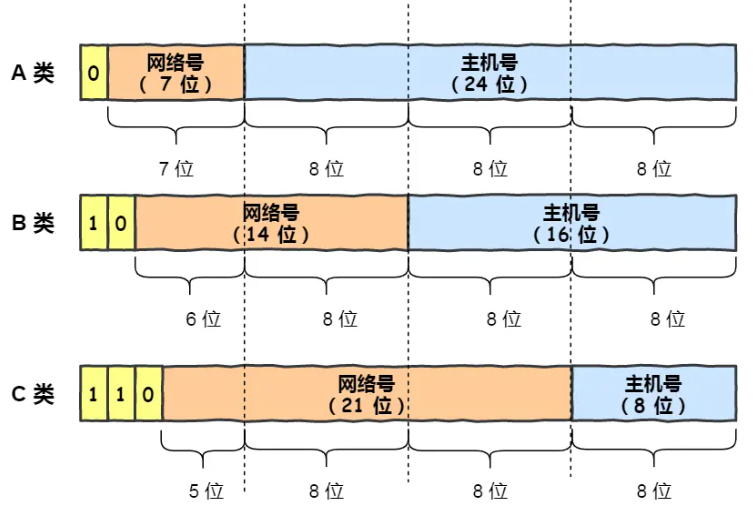 A 类
0
网络号
（ 7 位）
主机号
（24 位）
7 位
8 位
8 位
8 位
B 类
1 0
网络号
（14 位）
主机号
（16 位）
6 位
8 位
8 位
8 位
C 类
1 1 0
网络号
（21 位）
主机号
（8 位）
5 位
8 位
8 位
8 位